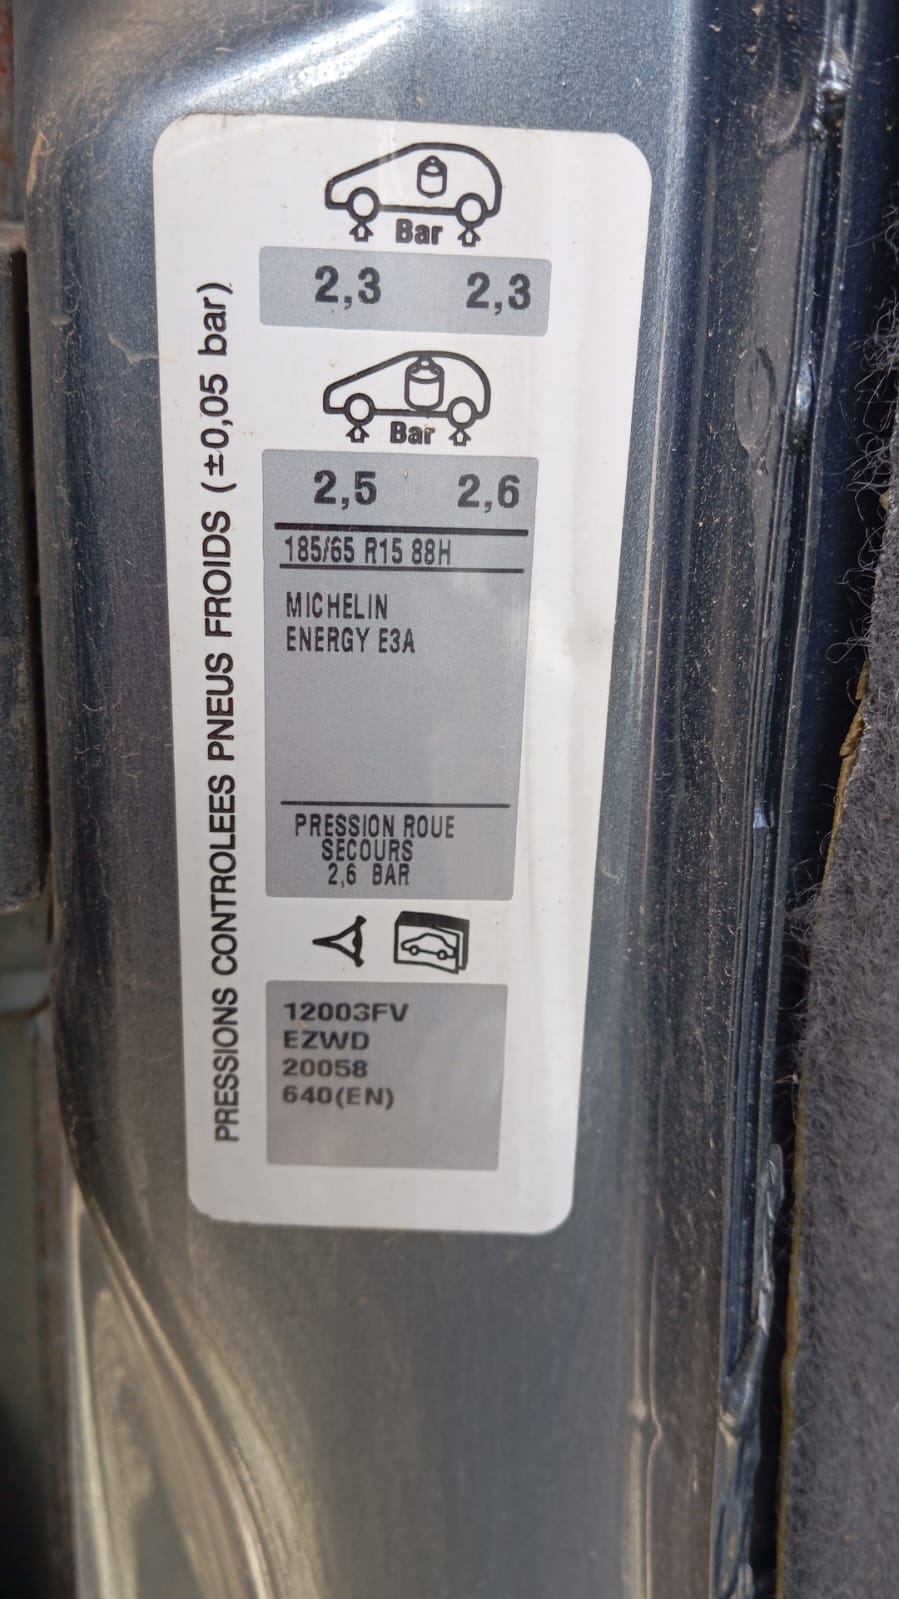 Bar
2,3 2,3
Bar
2,5 2,6
185/65 R15 88H
MICHELIN
ENERGY E3A
PRESSION ROUE
SECOURS
2,6 BAR
12003FV
EZWD
20058
640(EN)
PRESSIONS CONTROLEES PNEUS FROIDS (±0,05 bar)